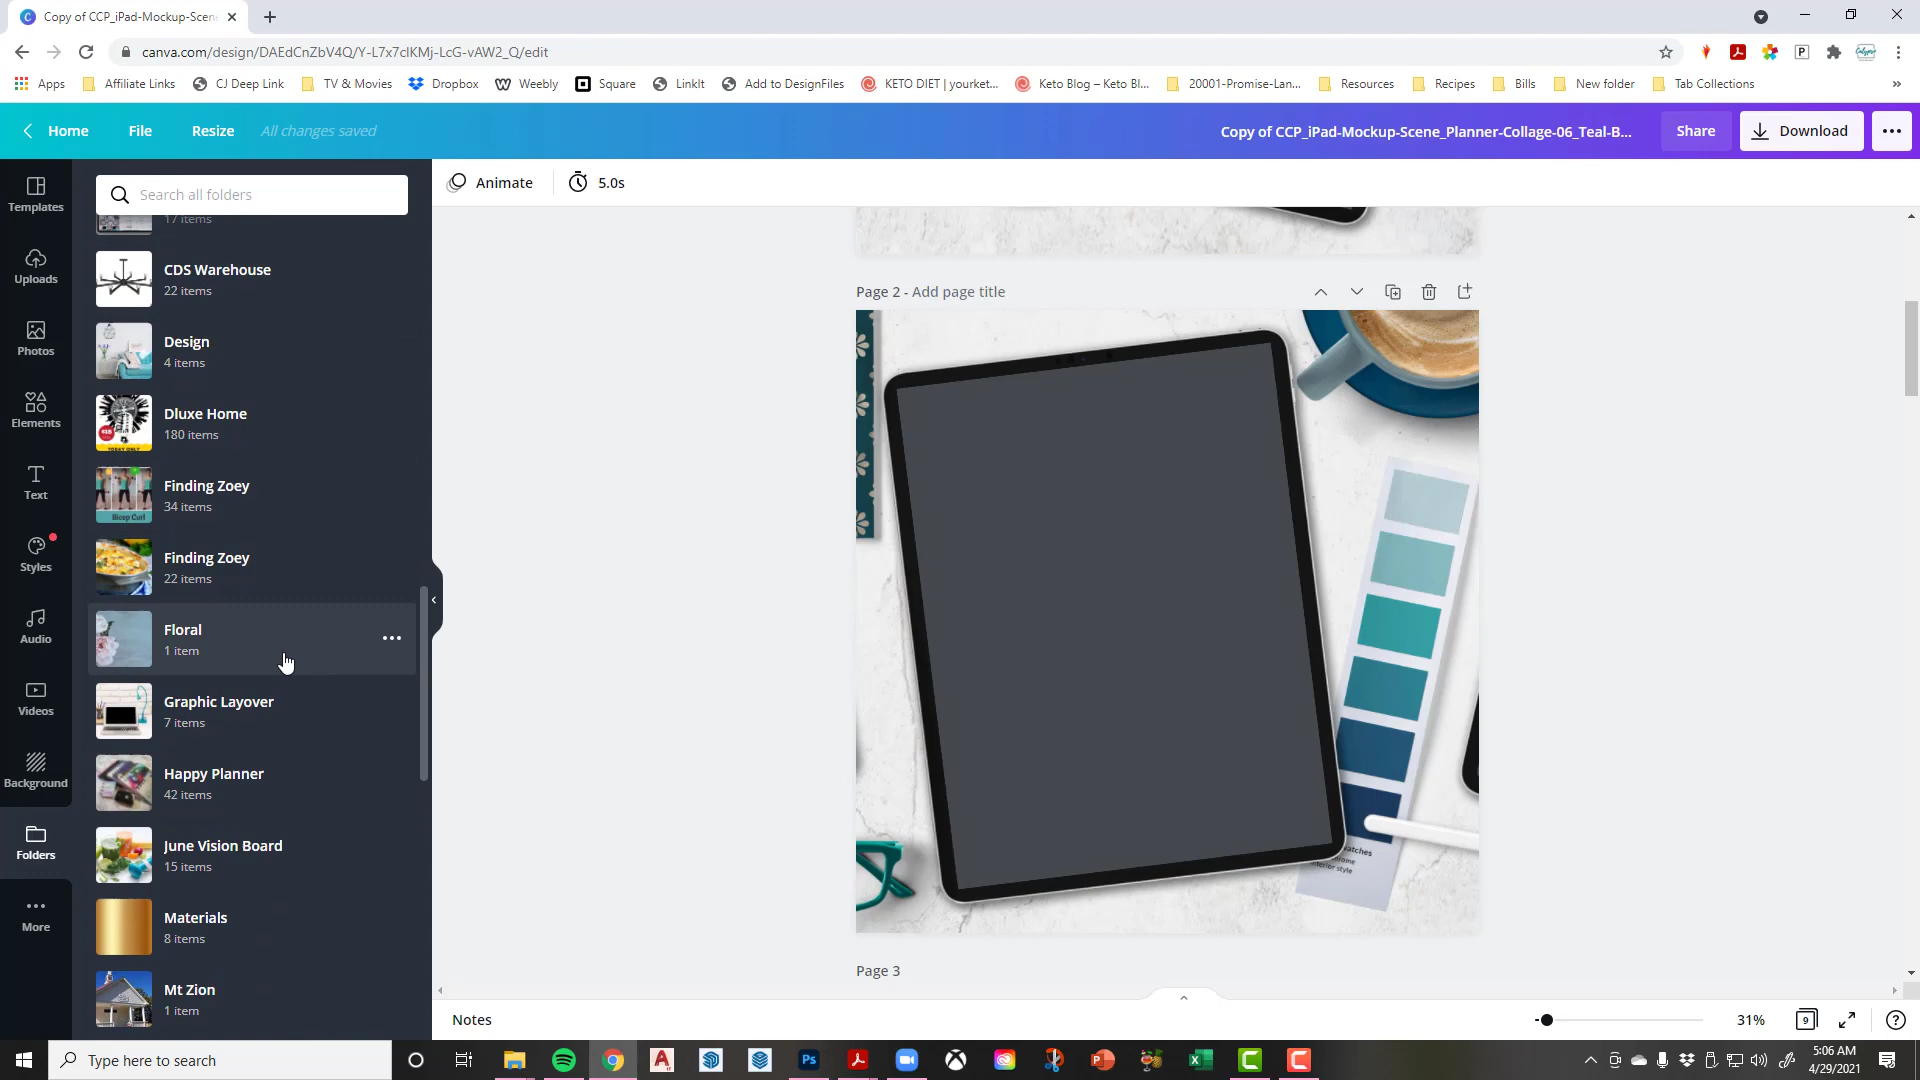 Copy of CCP_iPad-Mockup-Scene
canva.com/design/DAEdCnZbV4Q/Y-L7x7clKMj-LcG-vAW2_Q/edit
Apps
Affiliate Links
CJ Deep Link
TV & Movies
Dropbox
Weebly
Square
LinkIt
Add to DesignFiles
KETO DIET | yourket...
Keto Blog – Keto Bl...
20001-Promise-Lan...
Resources
Recipes
Bills
New folder
Tab Collections
Home
File
Resize
All changes saved
Copy of CCP_iPad-Mockup-Scene_Planner-Collage-06_Teal-B...
Share
Download
Templates
Uploads
Photos
Elements
Text
Styles
Audio
Videos
Background
Folders
More
Search all folders
17 items
CDS Warehouse
22 items
Design
4 items
Dluxe Home
180 items
Finding Zoey
34 items
Bicep Curl
Finding Zoey
22 items
Floral
1 item
Graphic Layover
7 items
Happy Planner
42 items
June Vision Board
15 items
Materials
8 items
Mt Zion
1 item
Animate
5.0s
Page 2 - Add page title
Page 3
Notes
31%
9
Type here to search
5:06 AM
4/29/2021